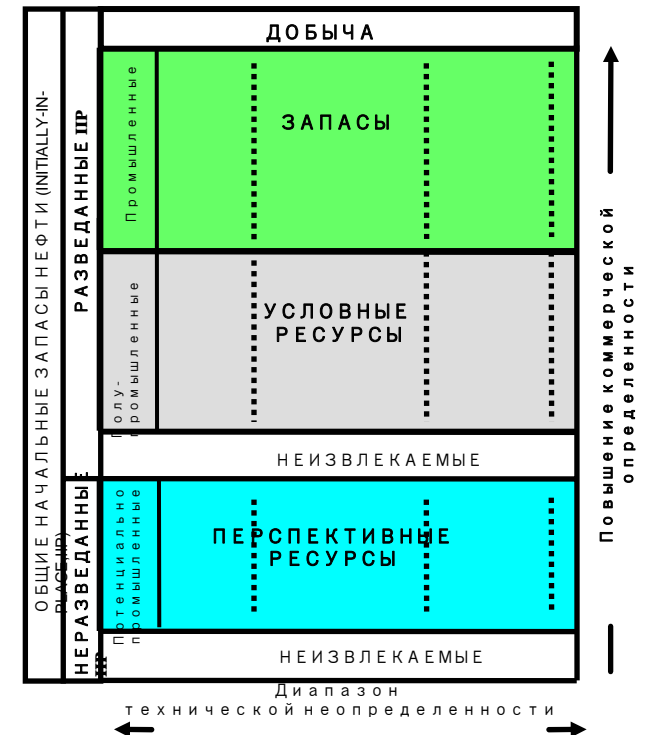 ДОБЫЧА
ОБЩИЕ НАЧАЛЬНЫЕ ЗАПАСЫ НЕФТИ (INITIALLY-IN-
PLACE,IIP)
РАЗВЕДАННЫЕ IIP
Промышленные
ЗАПАСЫ
Полу-
промышленные
УСЛОВНЫЕ
РЕСУРСЫ
НЕИЗВЛЕКАЕМЫЕ
НЕРАЗВЕДАННЫЕ
IIP
Потенциально
промышленные
ПЕРСПЕКТИВНЫЕ
РЕСУРСЫ
НЕИЗВЛЕКАЕМЫЕ
Повышение коммерческой
определенности
Диапазон
технической неопределенности